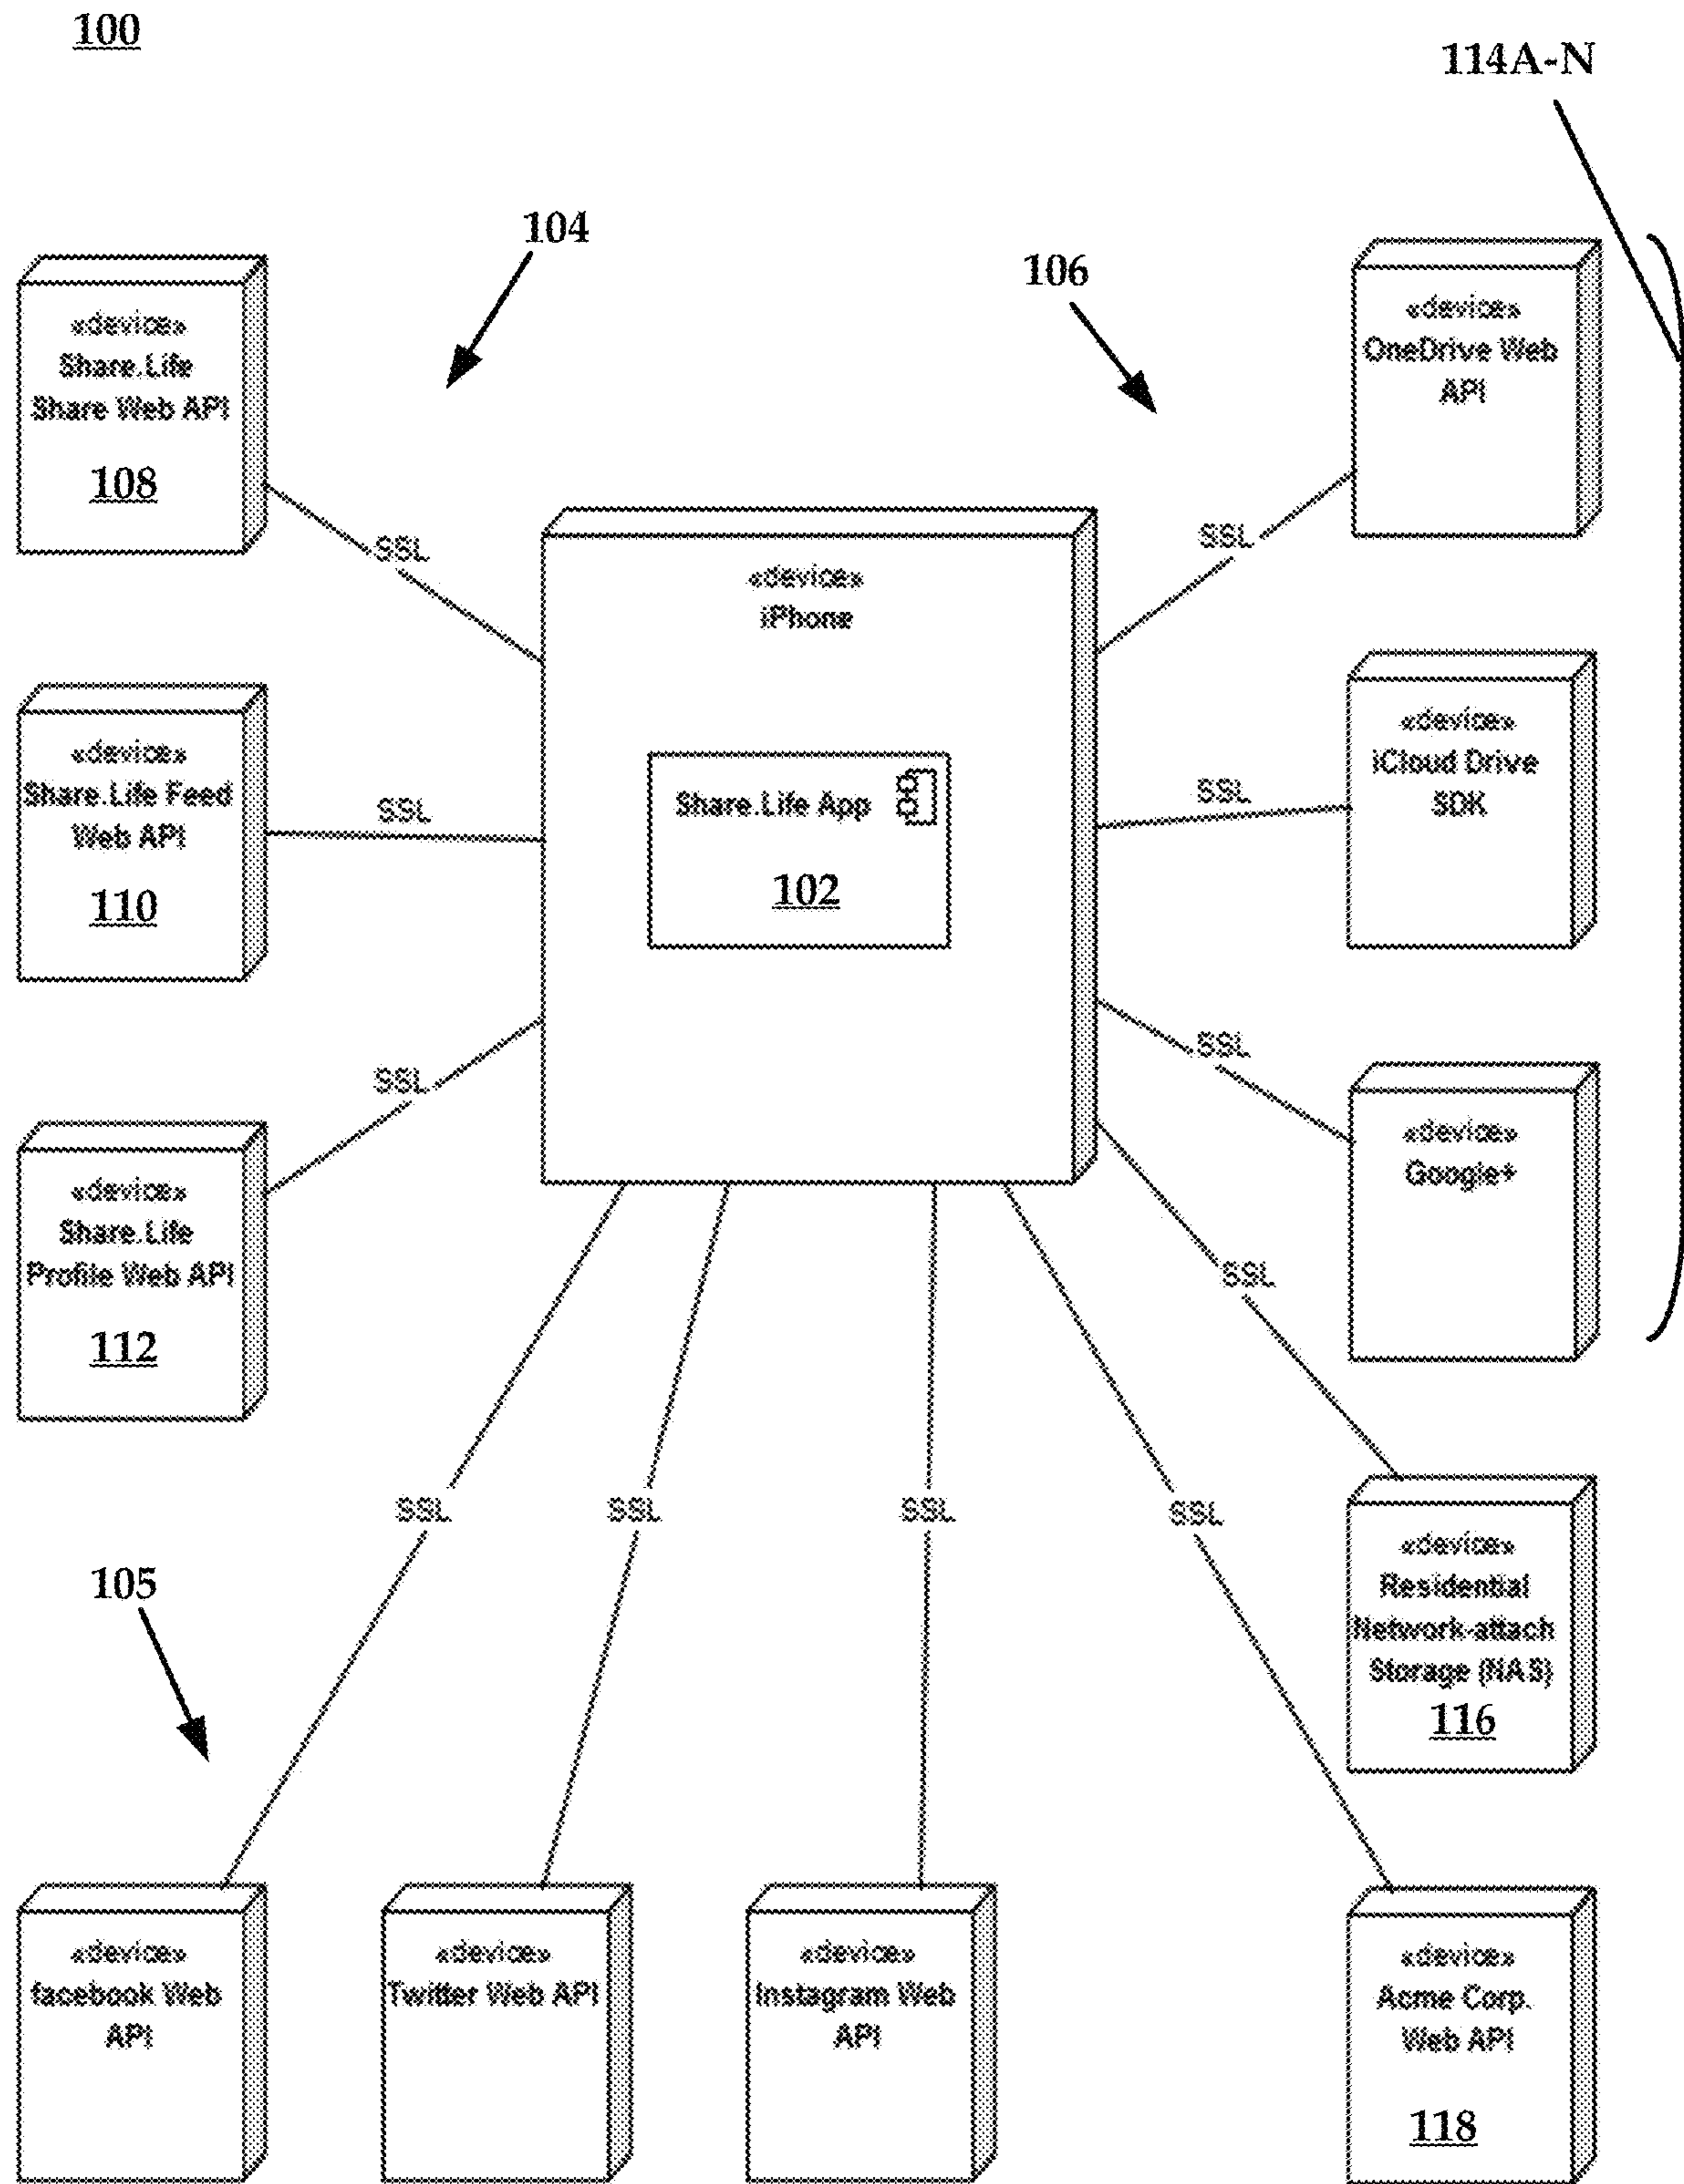 100
114A-N
104
106
«device»
Share.Life
Share Web API
108
«device»
OneDrive Web
API
SSL
SSL
«device»
iPhone
«device»
Share.Life Feed
Web API
110
SSL
Share.Life App
102
SSL
«device»
iCloud Drive
SDK
SSL
SSL
«device»
Share.Life
Profile Web API
112
«device»
Google+
SSL
SSL
SSL
SSL
SSL
105
«device»
Residential
Network-attach
Storage (NAS)
116
«device»
facebook Web
API
«device»
Twitter Web API
«device»
Instagram Web
API
«device»
Acme Corp.
Web API
118